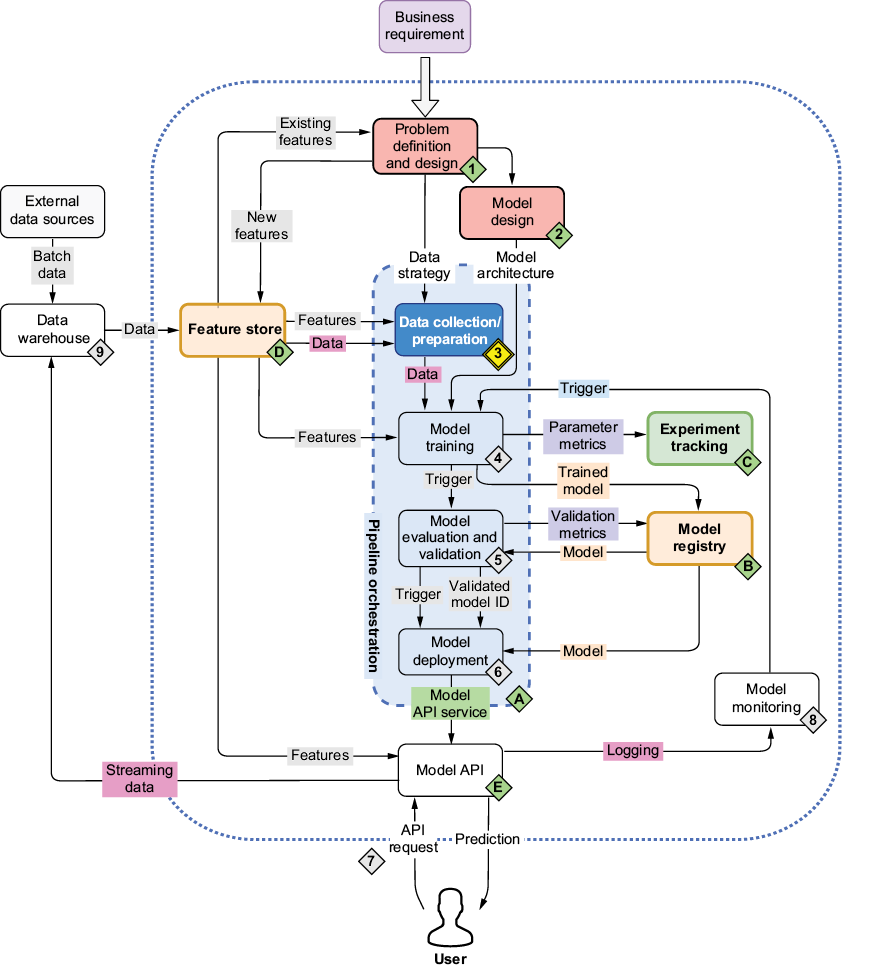 Business
requirement
Existing
features
Problem
definition
and design
1
External
data sources
New
features
Model
design
2
Batch
data
Data
strategy
Model
architecture
Data
warehouse
9
Data
Feature store
D
Features
Data
Data collection/
preparation
3
Data
Trigger
Features
Model
training
4
Parameter
metrics
Experiment
tracking
C
Trigger
Trained
model
Pipeline orchestration
Model
evaluation and
validation
5
Validation
metrics
Model
Model
registry
B
Trigger
Validated
model ID
Model
deployment
6
Model
Model
API service
A
Model
monitoring
8
Features
Model API
E
Logging
Streaming
data
7
API
request
Prediction
User